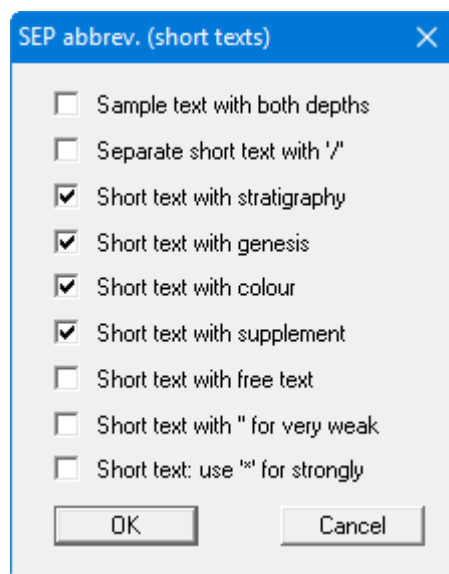 SEP abbrev. (short texts)
Sample text with both depths
Separate short text with '/'
Short text with stratigraphy
Short text with genesis
Short text with colour
Short text with supplement
Short text with free text
Short text with '' for very weak
Short text: use '*' for strongly
OK Cancel